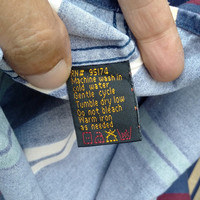 RN# 95174
Machine wash in
cold water
Gentle cycle
Tumble dry low
Do not bleach
Warm iron
as needed